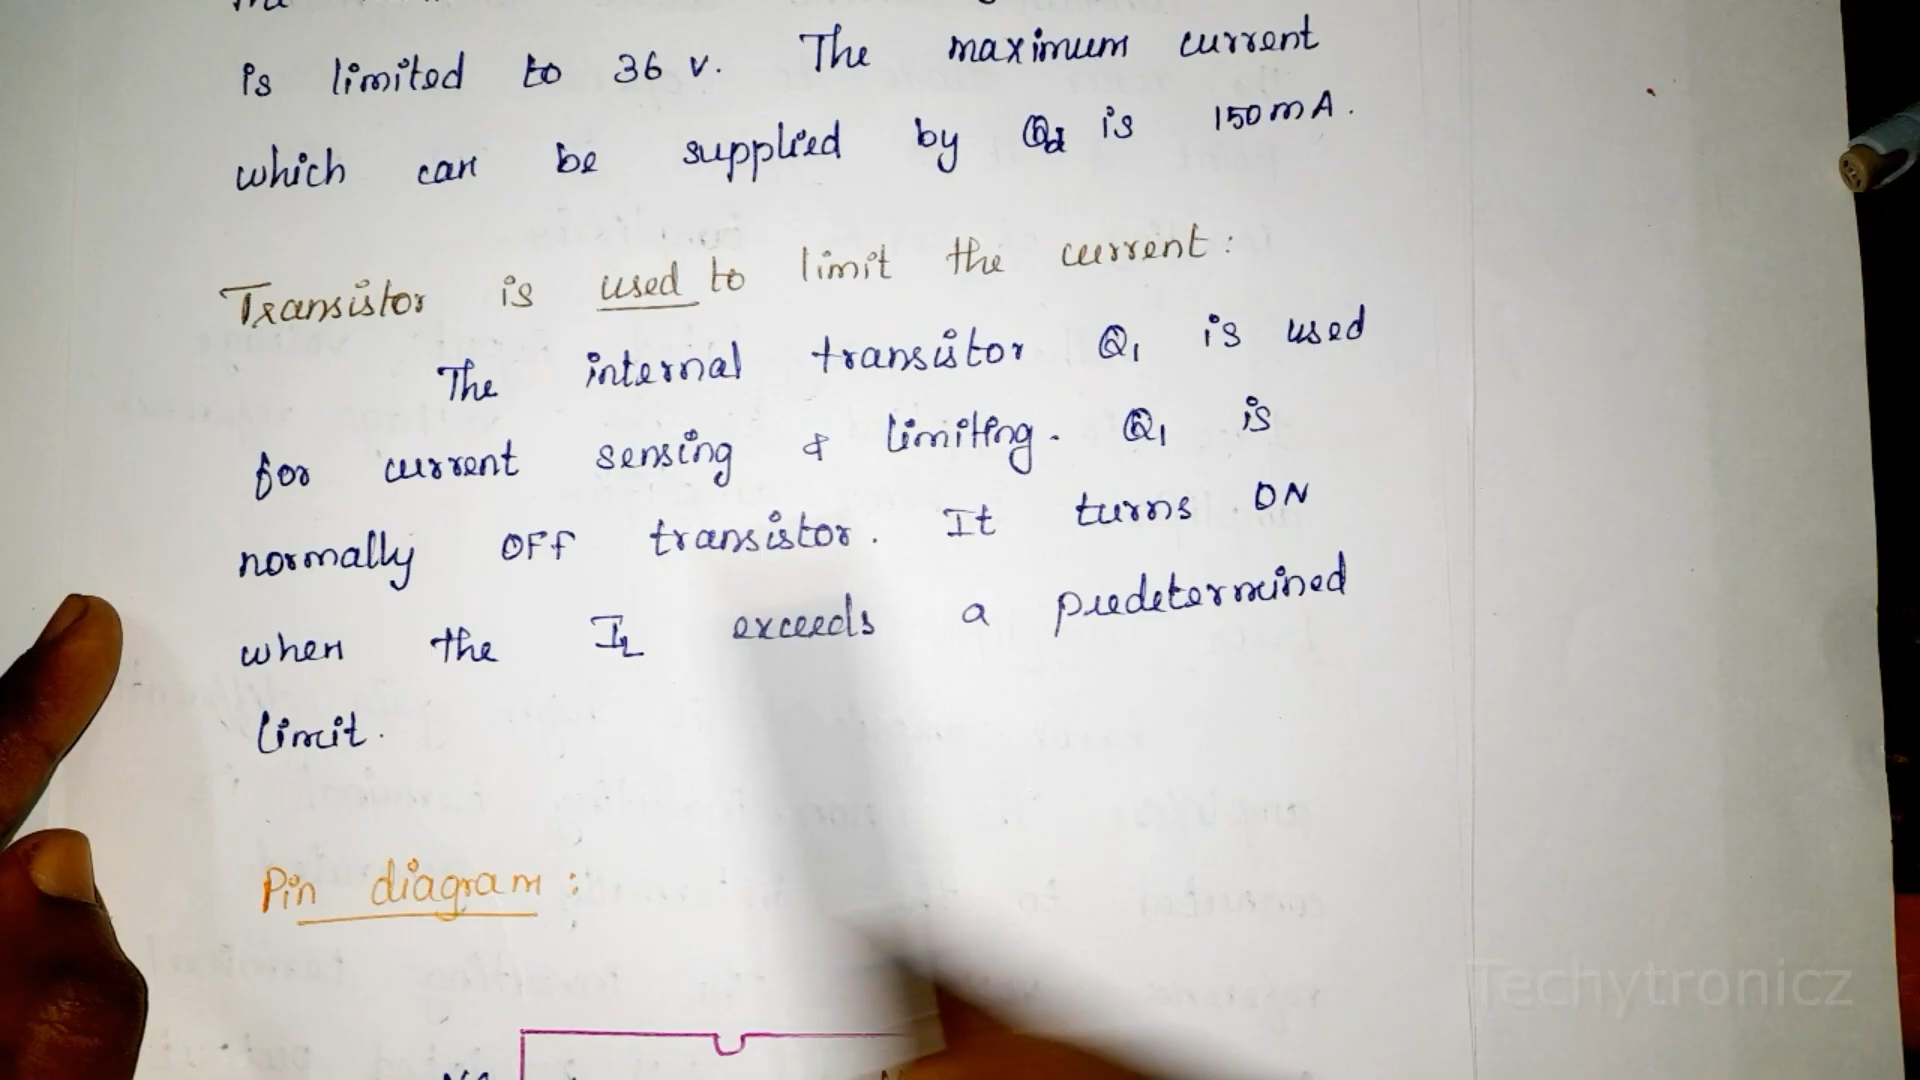 is limited to 36 v. The maximum current
which can be supplied by Qd is 150mA.
Transistor is used to limit the current:
The internal transistor Q1 is used
for current sensing & limiting. Q1 is
normally OFF transistor. It turns ON
when the IL exceeds a predetermined
limit.
Pin diagram:
Techytronicz